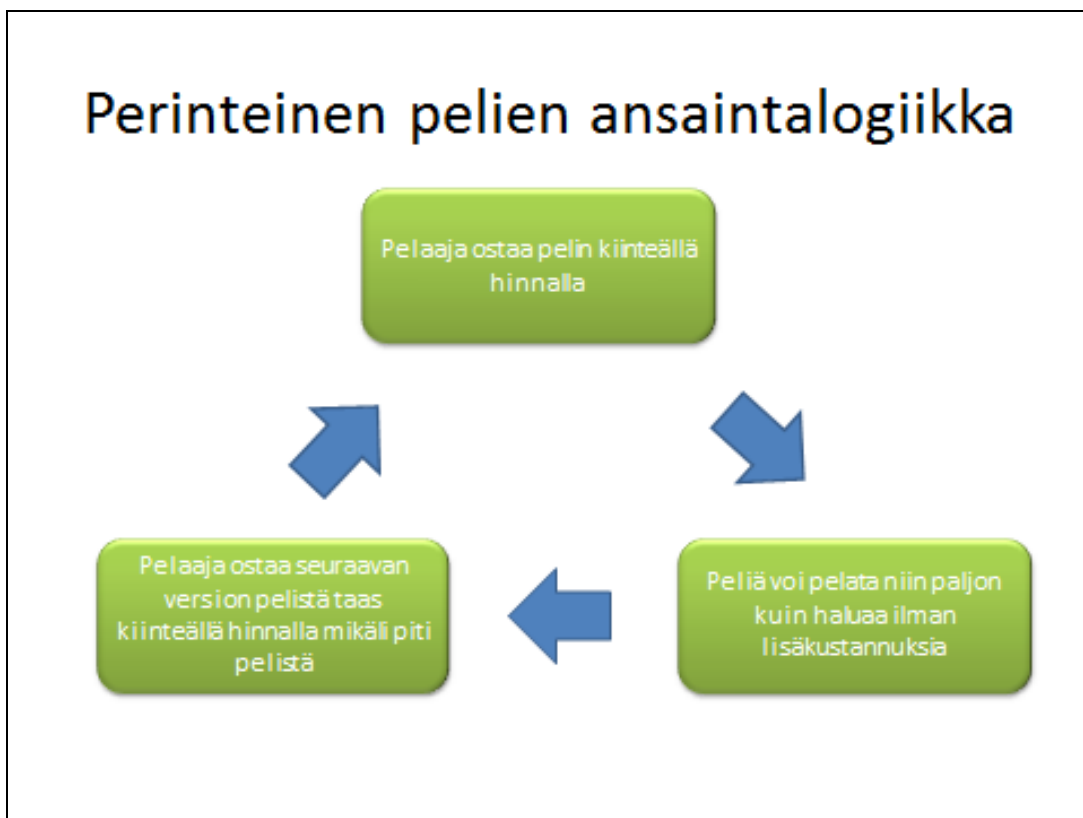 Perinteinen pelien ansaintalogiikka
Pelaaja ostaa pelin kiinteällä
hinnalla
Peliä voi pelata niin paljon
kuin haluaa ilman
lisäkustannuksia
Pelaaja ostaa seuraavan
version pelistä taas
kiinteällä hinnalla mikäli piti
pelistä